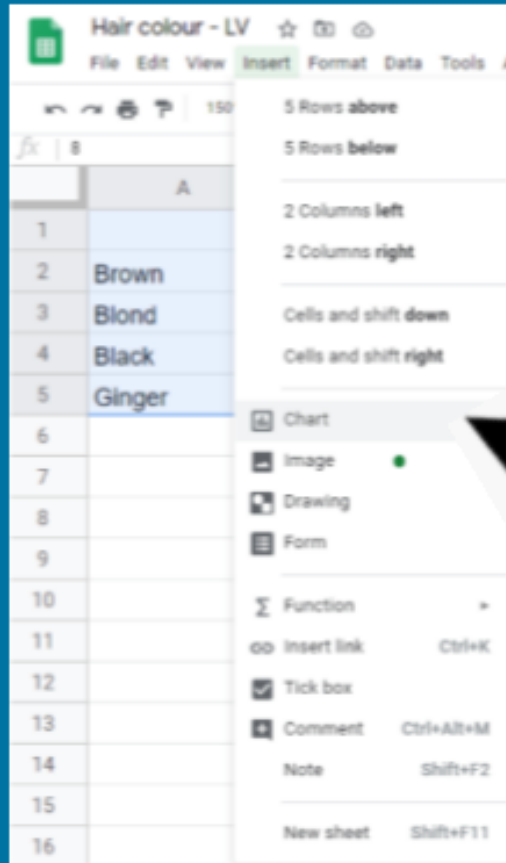 Hair colour - LV
File Edit View Insert Format Data Tools
150
fx 8
A
5 Rows above
5 Rows below
2 Columns left
2 Columns right
Cells and shift down
Cells and shift right
Chart
Image
Drawing
Form
Function
Insert link Ctrl+K
Tick box
Comment Ctrl+Alt+M
Note Shift+F2
New sheet Shift+F11
1
2 Brown
3 Blond
4 Black
5 Ginger
6
7
8
9
10
11
12
13
14
15
16